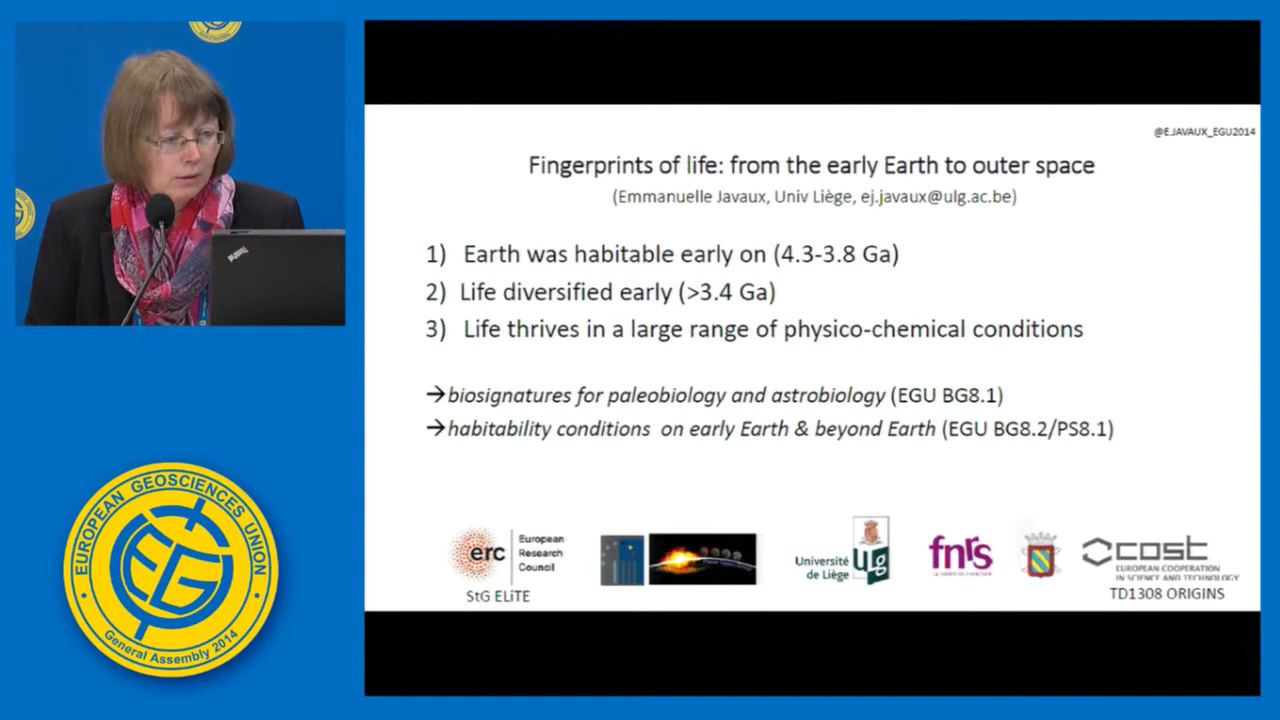 ThinkPad
@E.JAVAUX_EGU2014
Fingerprints of life: from the early Earth to outer space
(Emmanuelle Javaux, Univ Liège, ej.javaux@ulg.ac.be)
1) Earth was habitable early on (4.3-3.8 Ga)
2) Life diversified early (>3.4 Ga)
3) Life thrives in a large range of physico-chemical conditions
→biosignatures for paleobiology and astrobiology (EGU BG8.1)
→habitability conditions on early Earth & beyond Earth (EGU BG8.2/PS8.1)
erc
European
Research
Council
StG ELiTE
Université
de Liège
ULg
fnrs
cost
EUROPEAN COOPERATION
IN SCIENCE AND TECHNOLOGY
TD1308 ORIGINS
EUROPEAN GEOSCIENCES UNION
EGU
General Assembly 2014